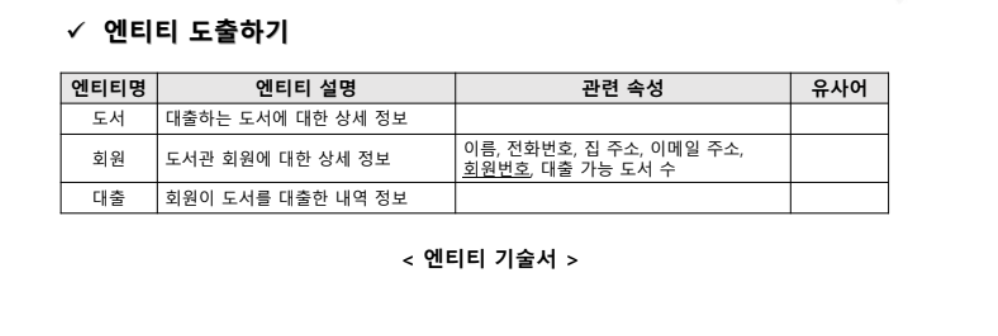 ✓ 엔티티 도출하기
엔티티명 엔티티 설명 관련 속성 유사어
도서 대출하는 도서에 대한 상세 정보
회원 도서관 회원에 대한 상세 정보 이름, 전화번호, 집 주소, 이메일 주소,
회원번호, 대출 가능 도서 수
대출 회원이 도서를 대출한 내역 정보
< 엔티티 기술서 >